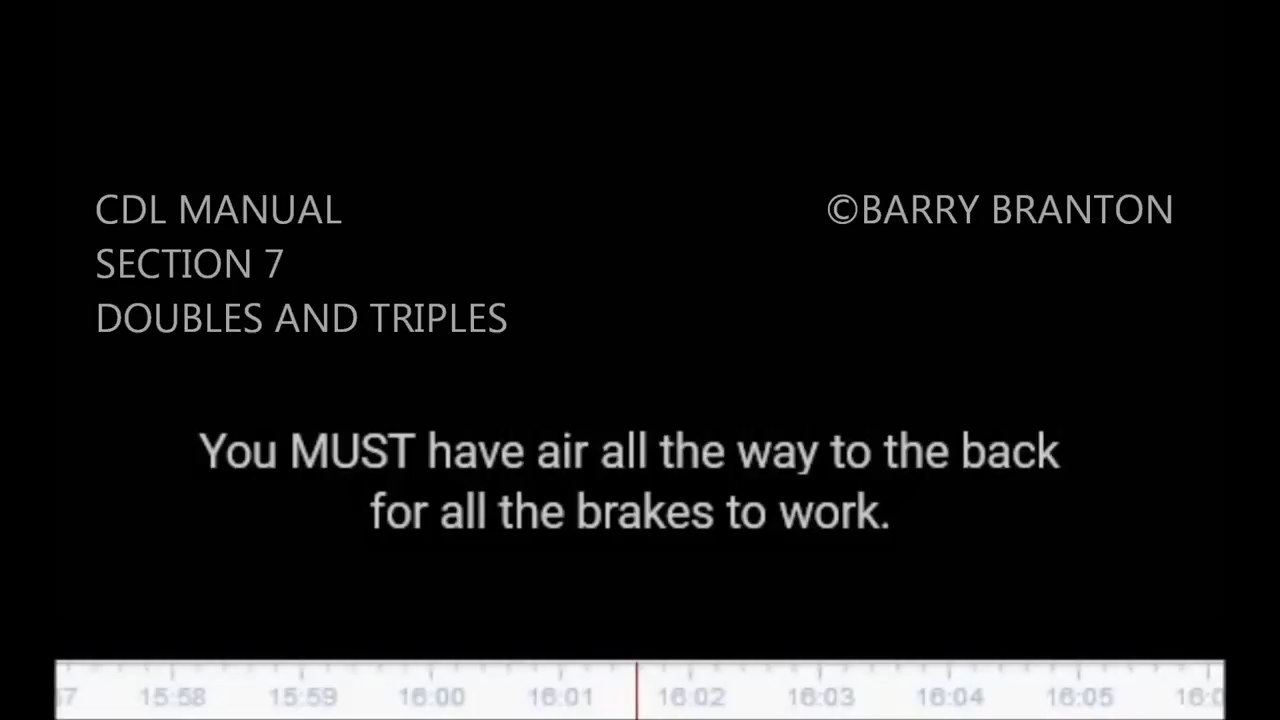 CDL MANUAL
©BARRY BRANTON
SECTION 7
DOUBLES AND TRIPLES
You MUST have air all the way to the back
for all the brakes to work.
15:58 15:59 16:00 16:01 16:02 16:03 16:04 16:05